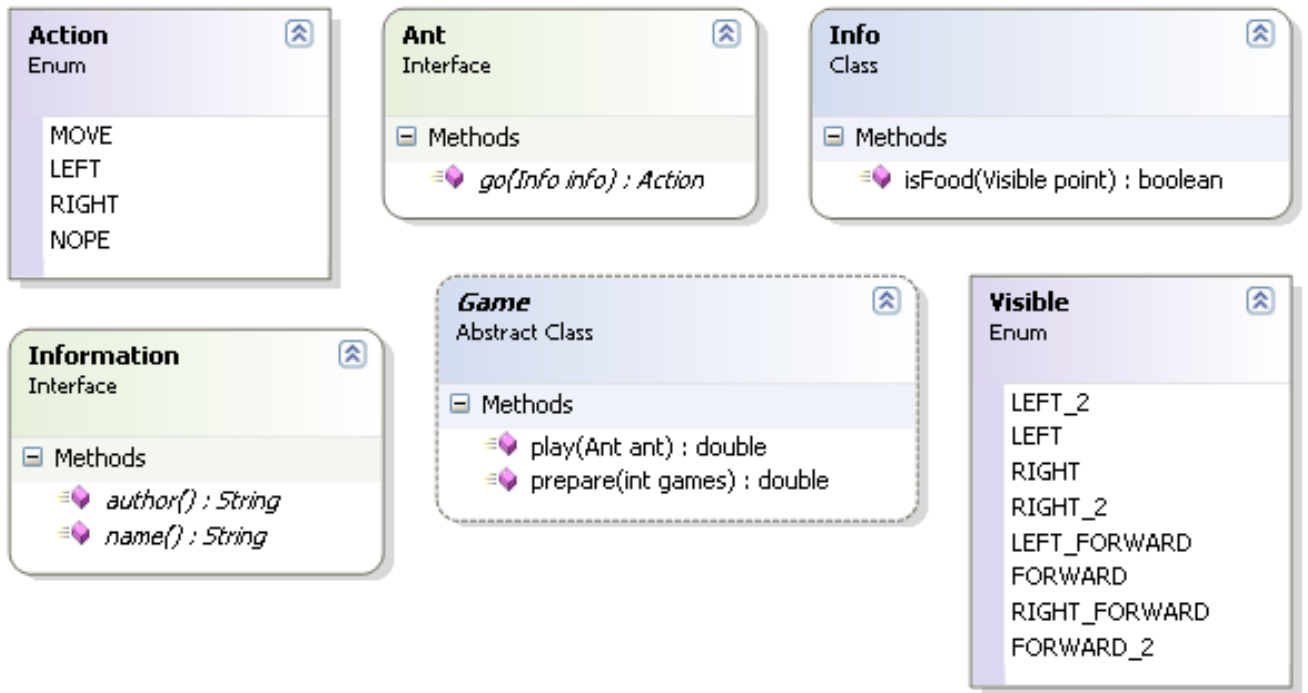 Action
Enum
MOVE
LEFT
RIGHT
NOPE
Ant
Interface
Methods
go(Info info) : Action
Info
Class
Methods
isFood(Visible point) : boolean
Information
Interface
Methods
author() : String
name() : String
Game
Abstract Class
Methods
play(Ant ant) : double
prepare(int games) : double
Visible
Enum
LEFT_2
LEFT
RIGHT
RIGHT_2
LEFT_FORWARD
FORWARD
RIGHT_FORWARD
FORWARD_2